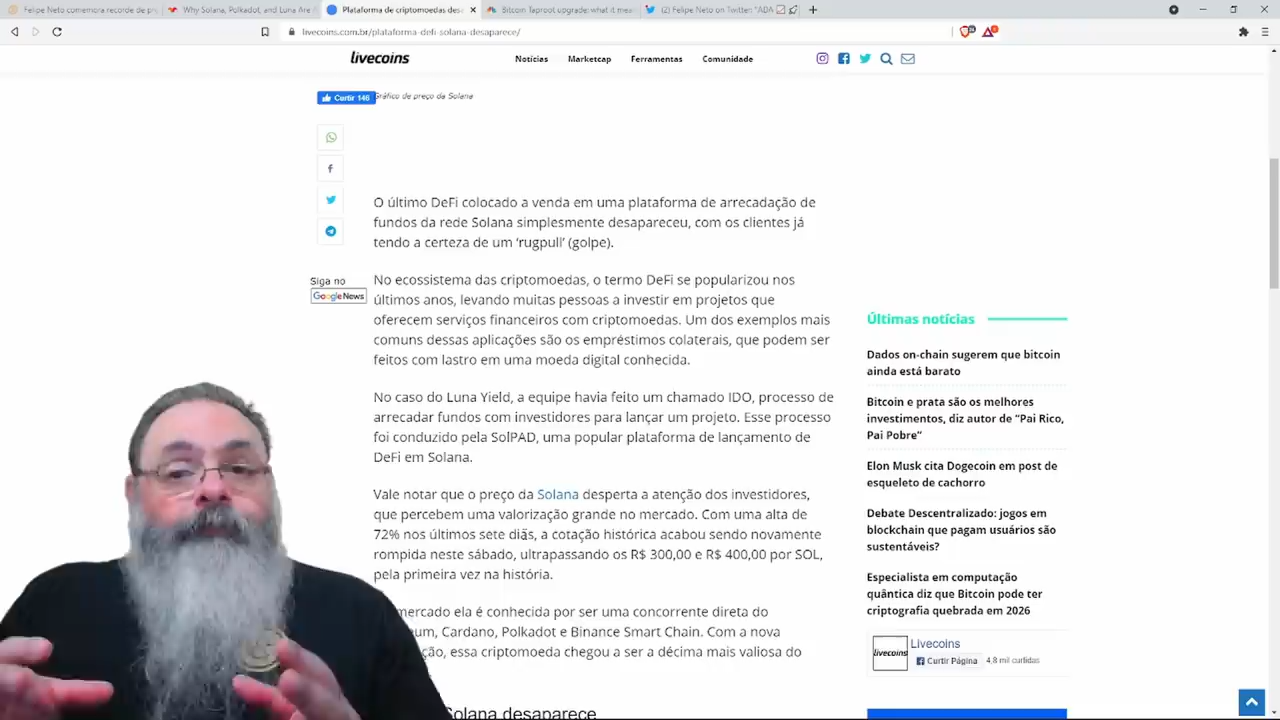 Felipe Neto comemora recorde de pr
Why Solana, Polkadot, and Luna Are
Plataforma de criptomoedas desa
Bitcoin Taproot upgrade: what it mea
(2) Felipe Neto on Twitter: "ADA
livecoins.com.br/plataforma-defi-solana-desaparece/
livecoins
Notícias
Marketcap
Ferramentas
Comunidade
Curtir 146
Gráfico de preço da Solana
O último DeFi colocado a venda em uma plataforma de arrecadação de
fundos da rede Solana simplesmente desapareceu, com os clientes já
tendo a certeza de um ‘rugpull’ (golpe).
Siga no
Google News
No ecossistema das criptomoedas, o termo DeFi se popularizou nos
últimos anos, levando muitas pessoas a investir em projetos que
oferecem serviços financeiros com criptomoedas. Um dos exemplos mais
comuns dessas aplicações são os empréstimos colaterais, que podem ser
feitos com lastro em uma moeda digital conhecida.
No caso do Luna Yield, a equipe havia feito um chamado IDO, processo de
arrecadar fundos com investidores para lançar um projeto. Esse processo
foi conduzido pela SolPAD, uma popular plataforma de lançamento de
DeFi em Solana.
Vale notar que o preço da Solana desperta a atenção dos investidores,
que percebem uma valorização grande no mercado. Com uma alta de
72% nos últimos sete dias, a cotação histórica acabou sendo novamente
rompida neste sábado, ultrapassando os R$ 300,00 e R$ 400,00 por SOL,
pela primeira vez na história.
mercado ela é conhecida por ser uma concorrente direta do
um, Cardano, Polkadot e Binance Smart Chain. Com a nova
ção, essa criptomoeda chegou a ser a décima mais valiosa do
Solana desaparece
Últimas notícias
Dados on-chain sugerem que bitcoin
ainda está barato
Bitcoin e prata são os melhores
investimentos, diz autor de “Pai Rico,
Pai Pobre”
Elon Musk cita Dogecoin em post de
esqueleto de cachorro
Debate Descentralizado: jogos em
blockchain que pagam usuários são
sustentáveis?
Especialista em computação
quântica diz que Bitcoin pode ter
criptografia quebrada em 2026
livecoins
Livecoins
Curtir Página
4,8 mil curtidas